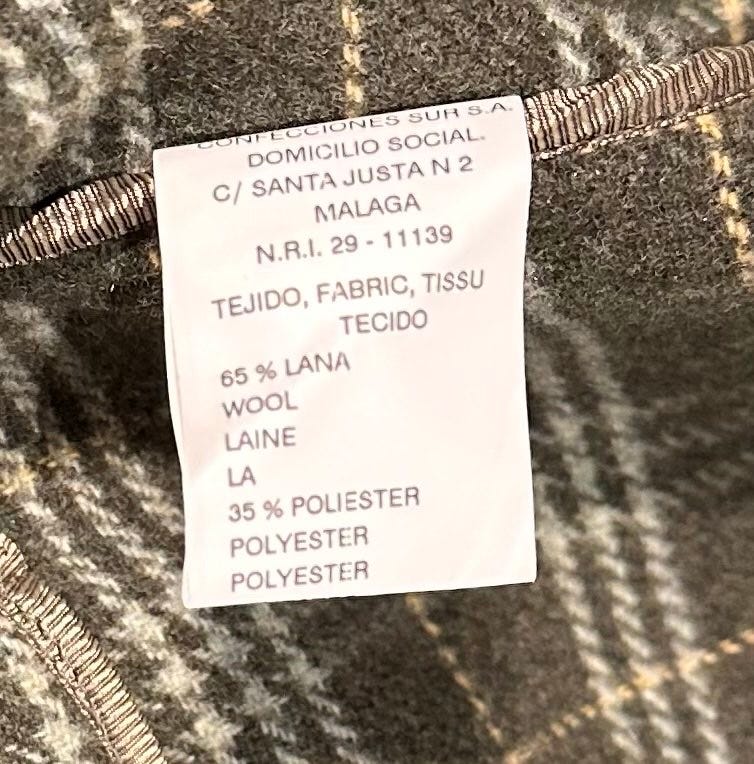 CONFECCIONES SUR S.A.
DOMICILIO SOCIAL.
C/ SANTA JUSTA N 2
MALAGA
N.R.I. 29 - 11139
TEJIDO, FABRIC, TISSU
TECIDO
65 % LANA
WOOL
LAINE
LA
35 % POLIESTER
POLYESTER
POLYESTER